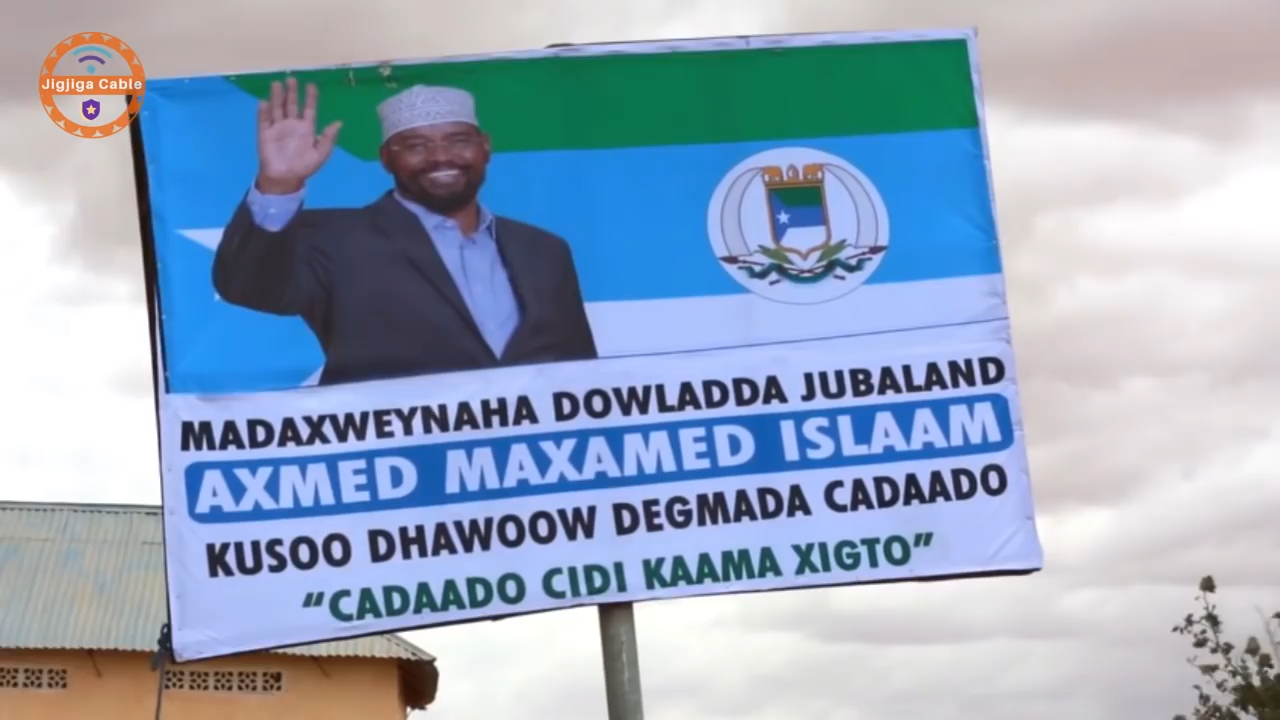 Jigjiga Cable
MADAXWEYNAHA DOWLADDA JUBALAND
AXMED MAXAMED ISLAAM
KUSOO DHAWOOW DEGMADA CADAADO
“CADAADO CIDI KAAMA XIGTO”